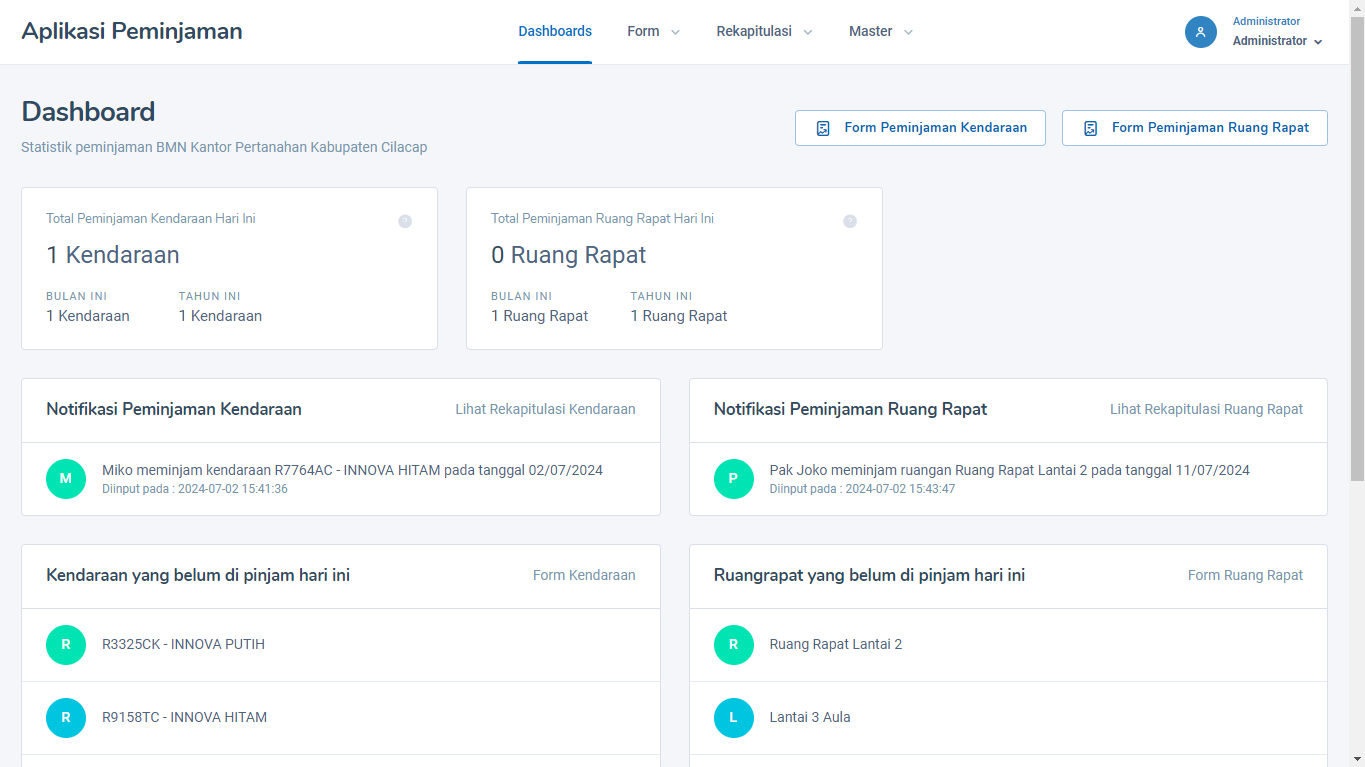 Aplikasi Peminjaman
Dashboards
Form
Rekapitulasi
Master
Administrator
Administrator
Dashboard
Statistik peminjaman BMN Kantor Pertanahan Kabupaten Cilacap
Form Peminjaman Kendaraan
Form Peminjaman Ruang Rapat
Total Peminjaman Kendaraan Hari Ini
?
1 Kendaraan
BULAN INI
TAHUN INI
1 Kendaraan
1 Kendaraan
Total Peminjaman Ruang Rapat Hari Ini
?
0 Ruang Rapat
BULAN INI
TAHUN INI
1 Ruang Rapat
1 Ruang Rapat
Notifikasi Peminjaman Kendaraan
Lihat Rekapitulasi Kendaraan
M
Miko meminjam kendaraan R7764AC - INNOVA HITAM pada tanggal 02/07/2024
Diinput pada : 2024-07-02 15:41:36
Notifikasi Peminjaman Ruang Rapat
Lihat Rekapitulasi Ruang Rapat
P
Pak Joko meminjam ruangan Ruang Rapat Lantai 2 pada tanggal 11/07/2024
Diinput pada : 2024-07-02 15:43:47
Kendaraan yang belum di pinjam hari ini
Form Kendaraan
R
R3325CK - INNOVA PUTIH
R
R9158TC - INNOVA HITAM
Ruangrapat yang belum di pinjam hari ini
Form Ruang Rapat
R
Ruang Rapat Lantai 2
L
Lantai 3 Aula